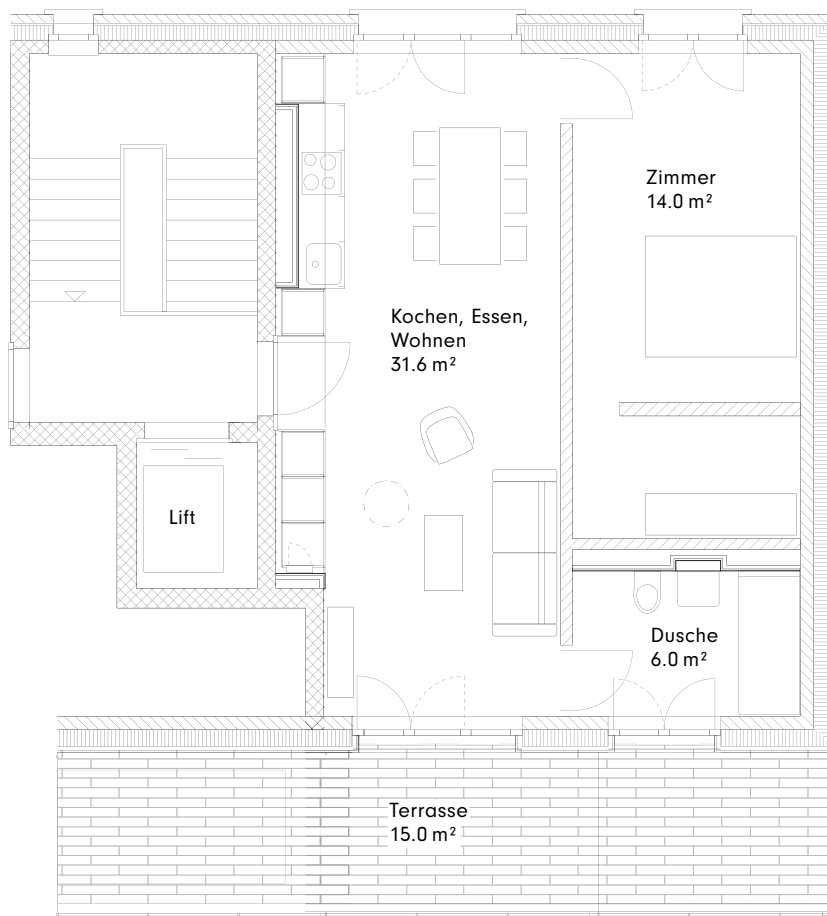 Zimmer
14.0 m²
Kochen, Essen,
Wohnen
31.6 m²
Lift
Dusche
6.0 m²
Terrasse
15.0 m²